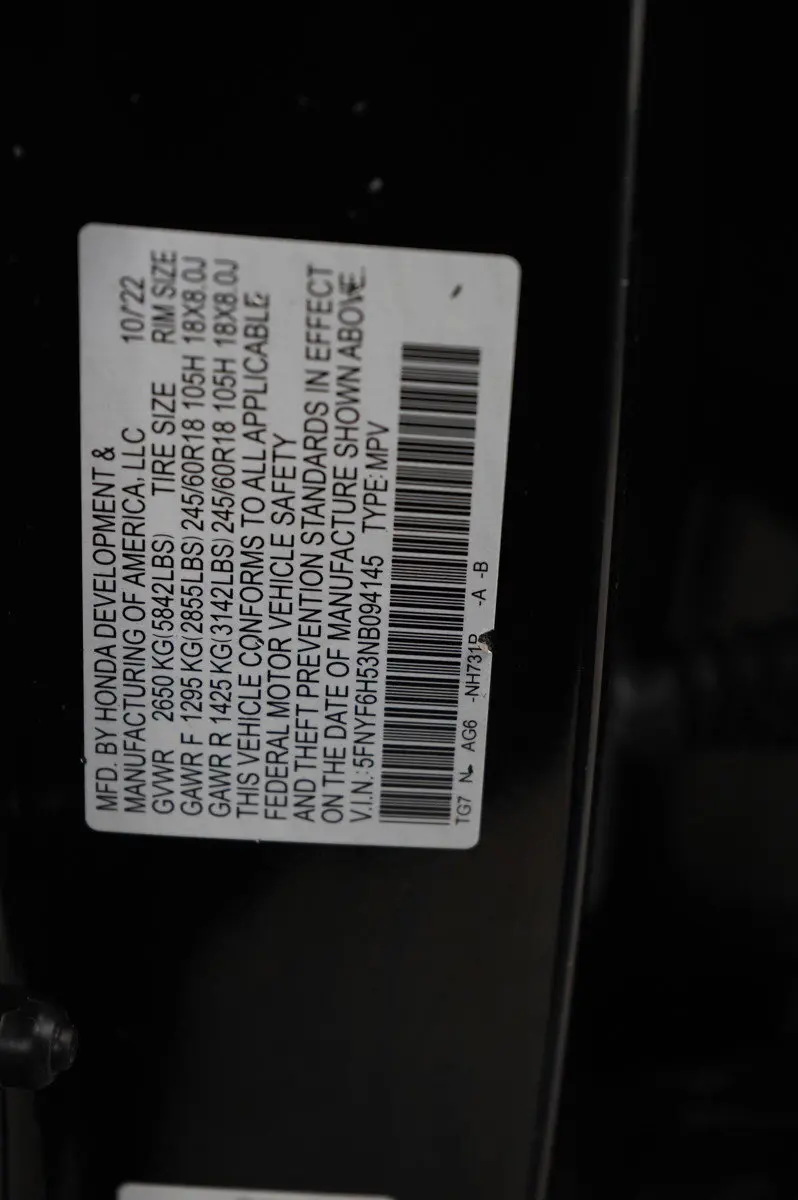 MFD. BY HONDA DEVELOPMENT &
MANUFACTURING OF AMERICA, LLC 10/22
GVWR 2650 KG(5842LBS) TIRE SIZE RIM SIZE
GAWR F 1295 KG(2855LBS) 245/60R18 105H 18X8.0J
GAWR R 1425 KG(3142LBS) 245/60R18 105H 18X8.0J
THIS VEHICLE CONFORMS TO ALL APPLICABLE
FEDERAL MOTOR VEHICLE SAFETY
AND THEFT PREVENTION STANDARDS IN EFFECT
ON THE DATE OF MANUFACTURE SHOWN ABOVE.
V.I.N.:5FNYF6H53NB094145 TYPE:MPV
TG7 AG6 -NH731P -A -B